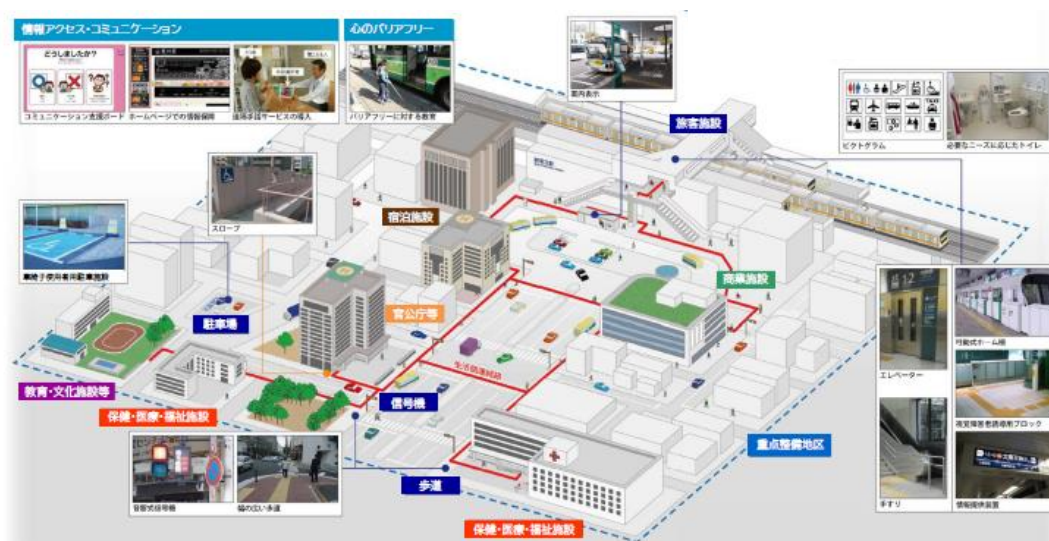 情報アクセス・コミュニケーション
心のバリアフリー
どうしましたか?
コミュニケーション支援ボード
ホームページでの情報保障
遠隔手話サービスの導入
バリアフリーに対する教育
案内表示
旅客施設
ピクトグラム
必要なニーズに応じたトイレ
スロープ
宿泊施設
車椅子使用者用駐車施設
商業施設
駐車場
官公庁等
エレベーター
可動式ホーム柵
生活関連経路
教育・文化施設等
信号機
保健・医療・福祉施設
視覚障害者誘導用ブロック
重点整備地区
歩道
音響式信号機
幅の広い歩道
手すり
情報提供装置
保健・医療・福祉施設